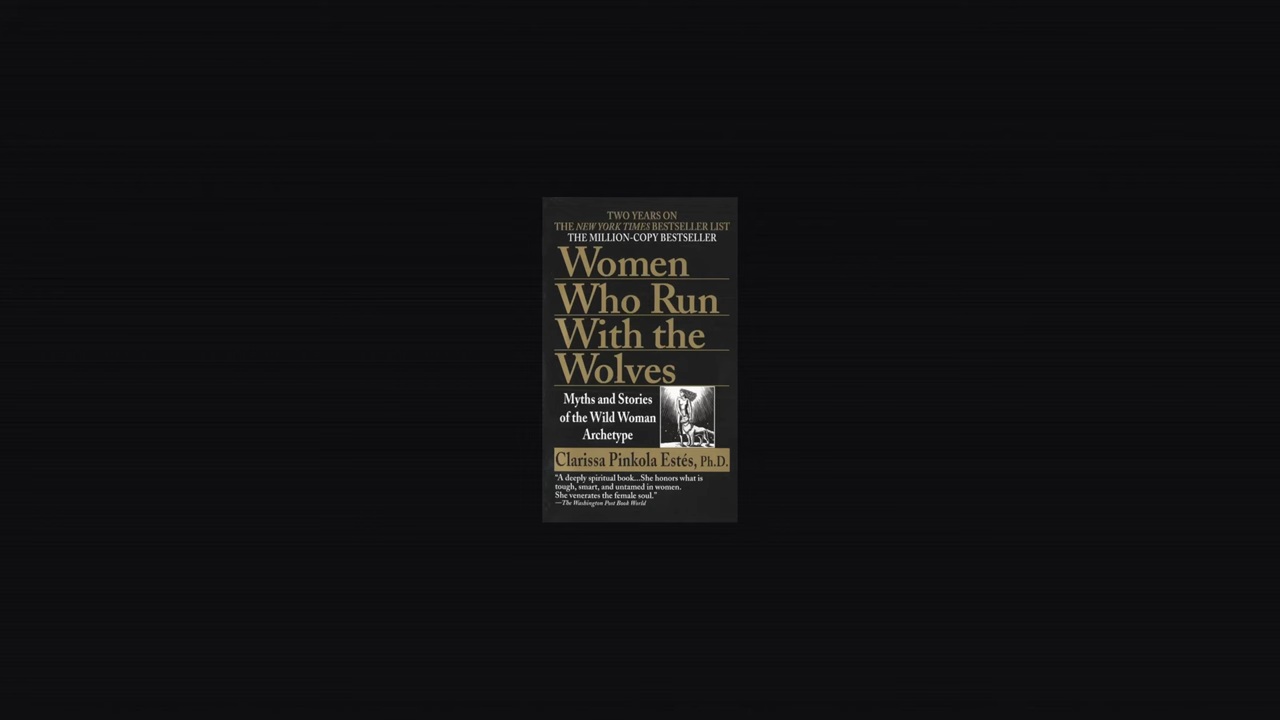 TWO YEARS ON
THE NEW YORK TIMES BESTSELLER LIST
THE MILLION-COPY BESTSELLER
Women
Who Run
With the
Wolves
Myths and Stories
of the Wild Woman
Archetype
Clarissa Pinkola Estés, Ph.D.
“A deeply spiritual book...She honors what is
tough, smart, and untamed in women.
She venerates the female soul.”
—The Washington Post Book World